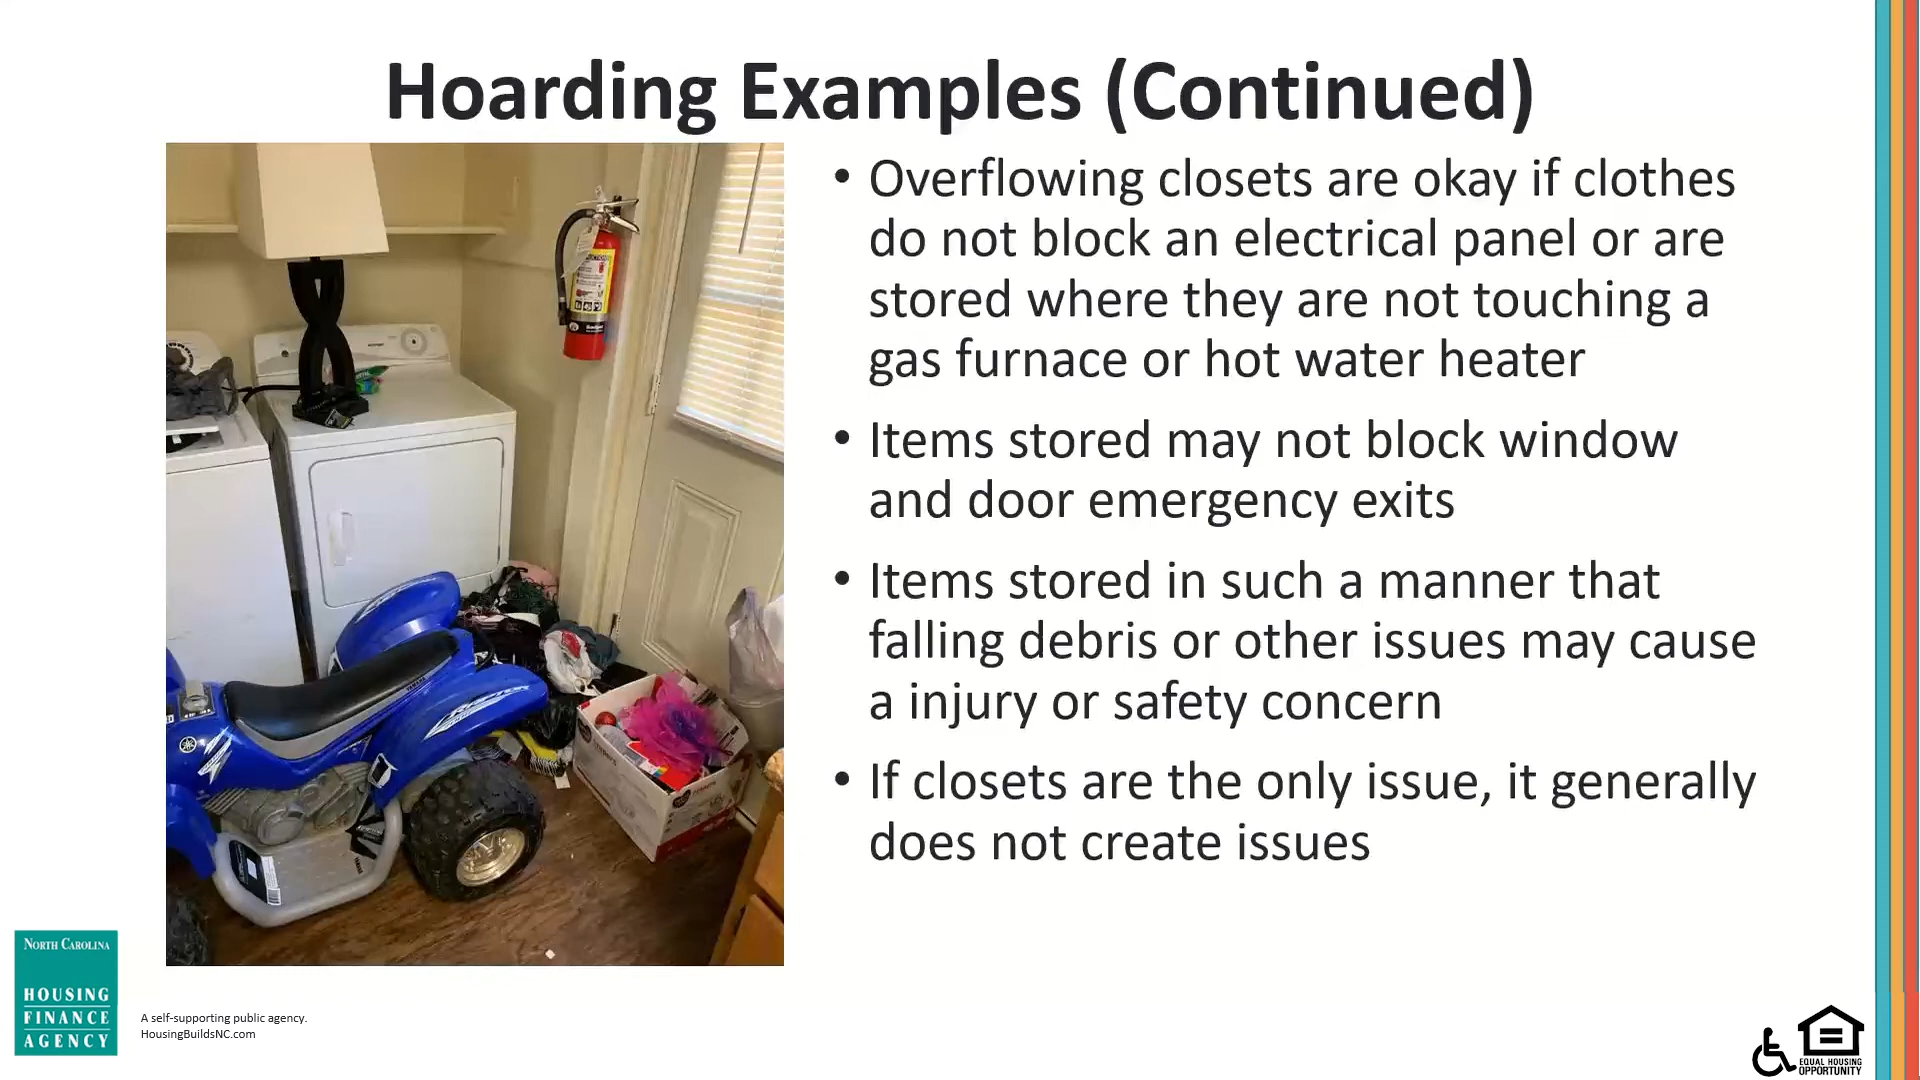 Hoarding Examples (Continued)
• Overflowing closets are okay if clothes
do not block an electrical panel or are
stored where they are not touching a
gas furnace or hot water heater
• Items stored may not block window
and door emergency exits
• Items stored in such a manner that
falling debris or other issues may cause
a injury or safety concern
• If closets are the only issue, it generally
does not create issues
NORTH CAROLINA
HOUSING
FINANCE
AGENCY
A self-supporting public agency.
HousingBuildsNC.com
EQUAL HOUSING
OPPORTUNITY